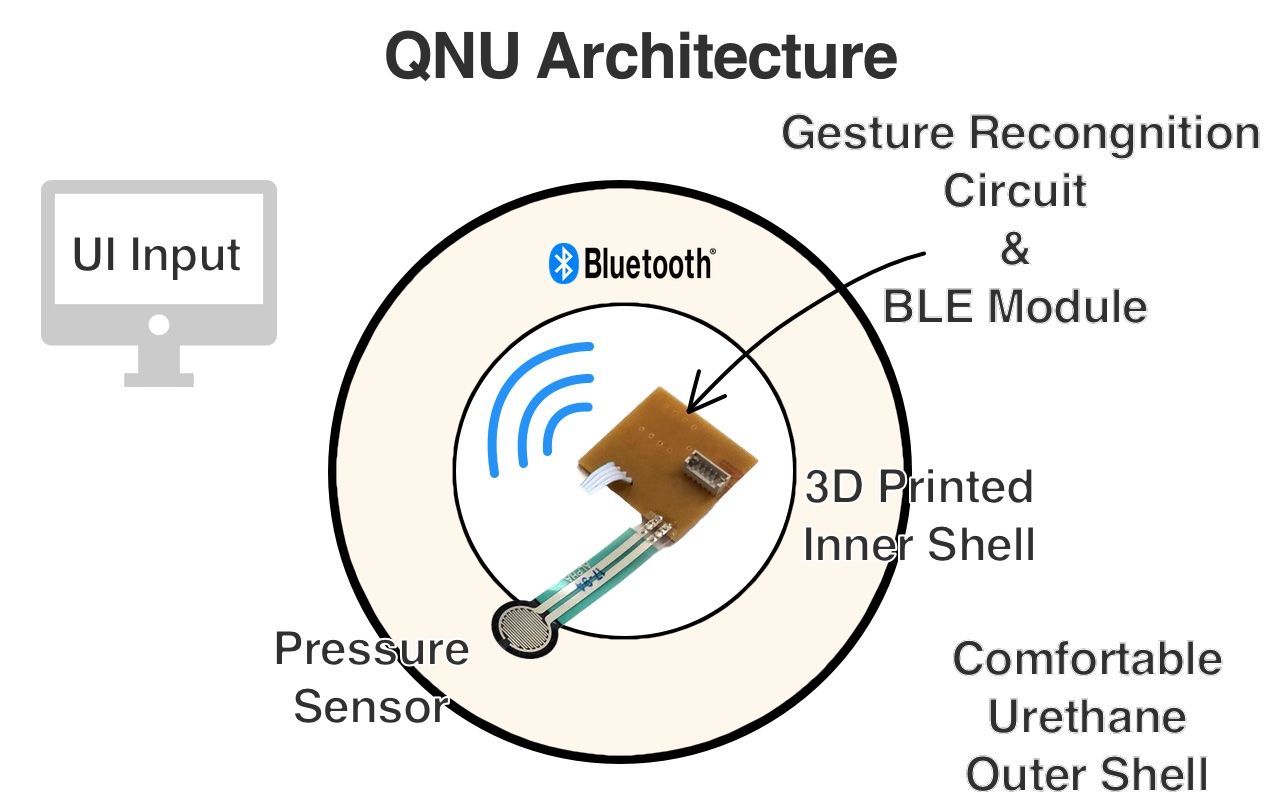 QNU Architecture
Gesture Recongnition
Circuit
&
BLE Module
UI Input
Bluetooth®
3D Printed
Inner Shell
Pressure
Sensor
Comfortable
Urethane
Outer Shell